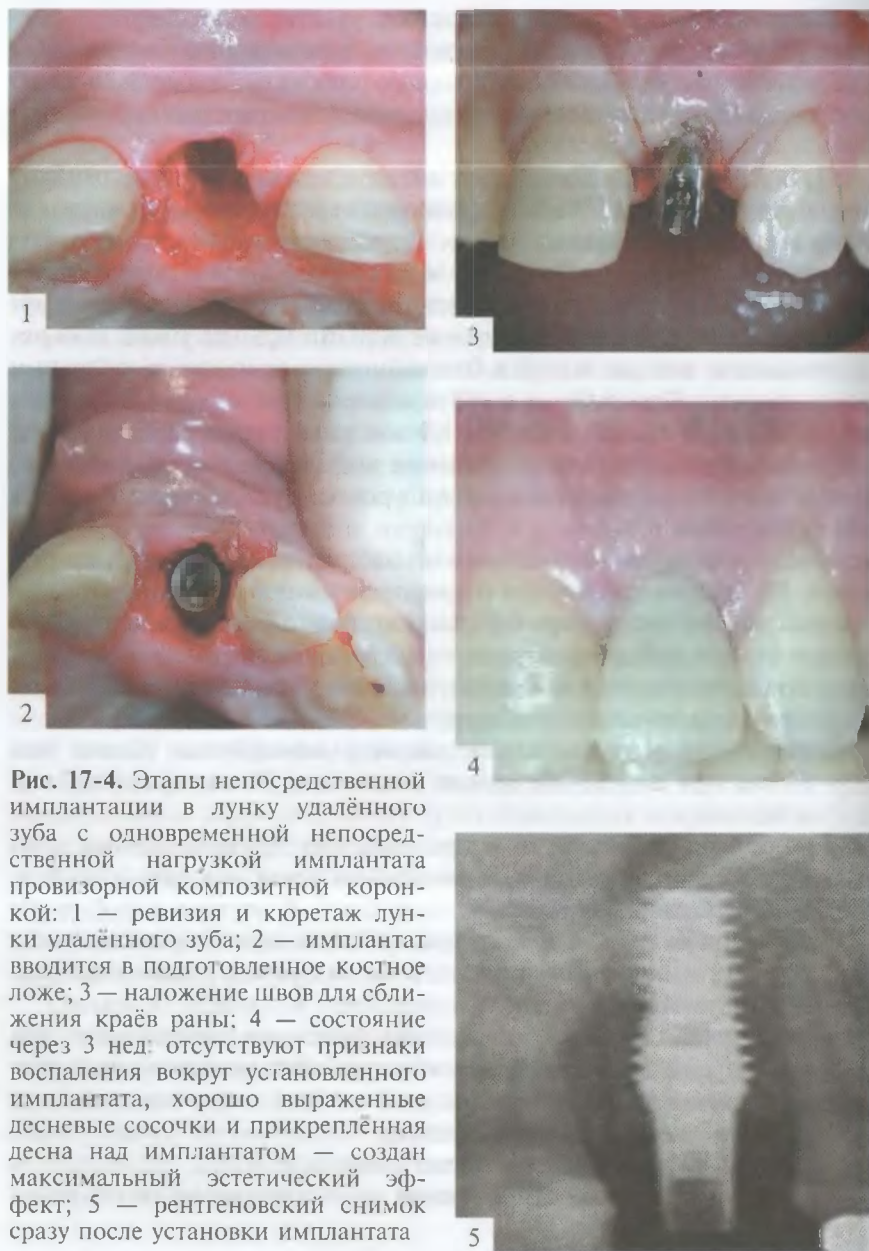 1
3
2
4
Рис. 17-4. Этапы непосредственной
имплантации в лунку удалённого
зуба с одновременной непосред-
ственной нагрузкой имплантата
провизорной композитной корон-
кой: 1 — ревизия и кюретаж лун-
ки удалённого зуба; 2 — имплантат
вводится в подготовленное костное
ложе; 3 — наложение швов для сбли-
жения краёв раны; 4 — состояние
через 3 нед: отсутствуют признаки
воспаления вокруг установленного
имплантата, хорошо выраженные
десневые сосочки и прикреплённая
десна над имплантатом — создан
максимальный эстетический эф-
фект; 5 — рентгеновский снимок
сразу после установки имплантата
5